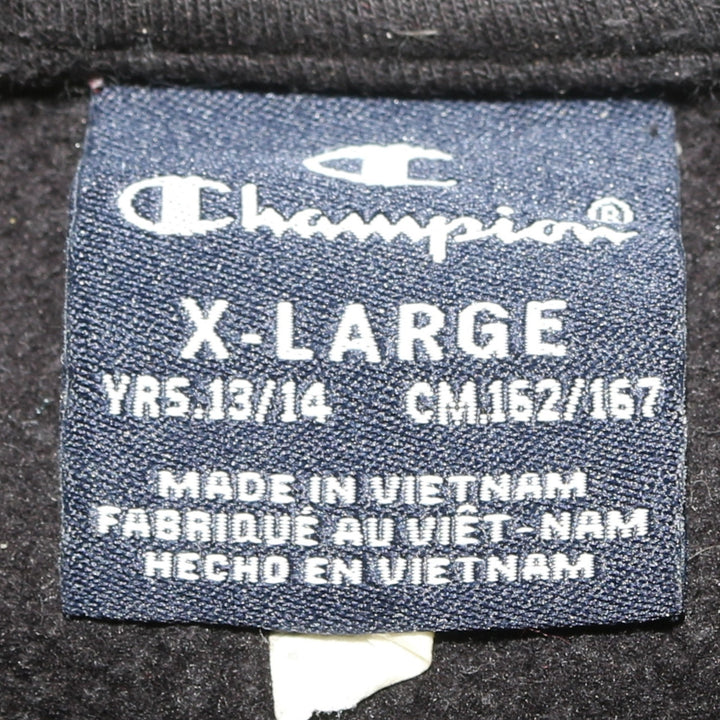 Champion®
X-LARGE
YRS.13/14 CM.162/167
MADE IN VIETNAM
FABRIQUÉ AU VIÊT-NAM
HECHO EN VIETNAM